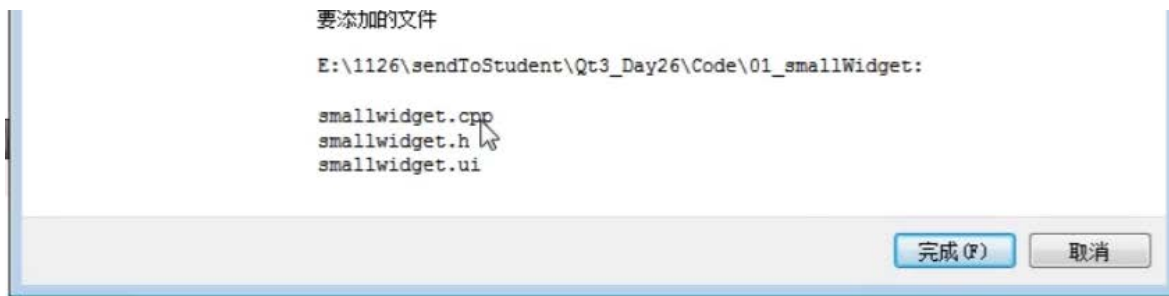 要添加的文件
E:\1126\sendToStudent\Qt3_Day26\Code\01_smallWidget:
smallwidget.cpp
smallwidget.h
smallwidget.ui
完成(F) 取消